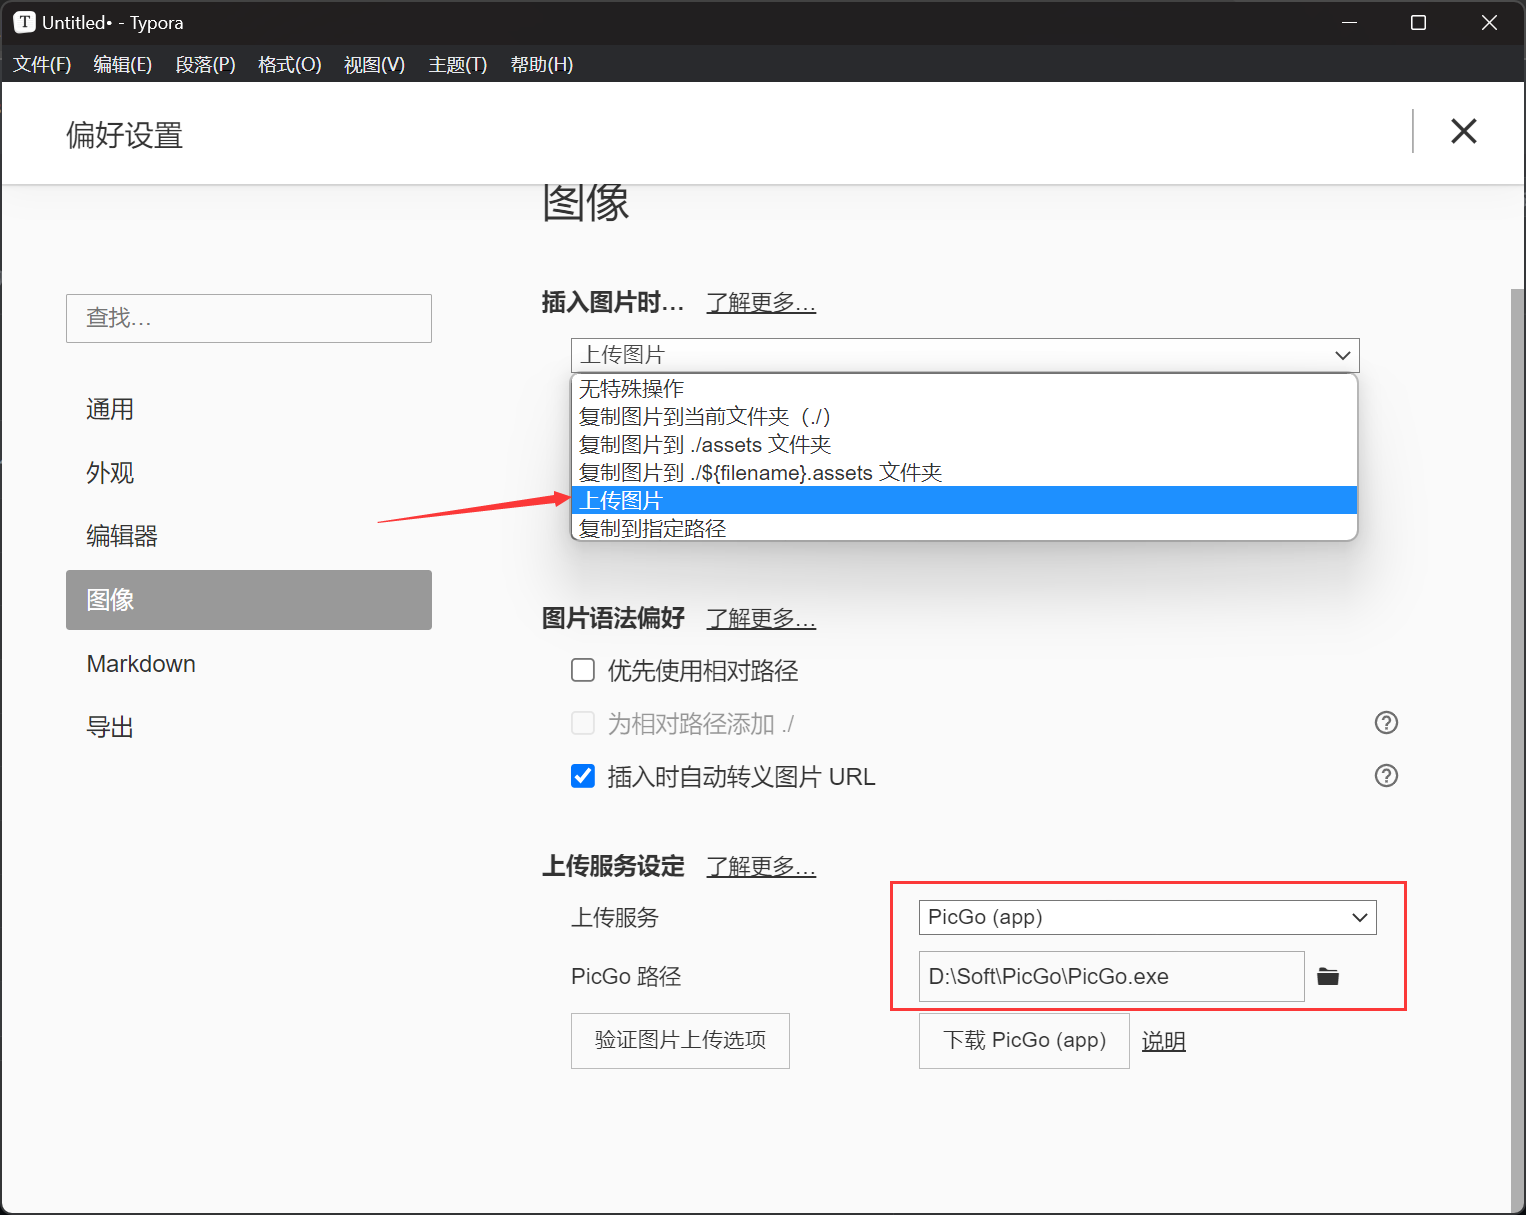 T Untitled• - Typora
文件(F) 编辑(E) 段落(P) 格式(O) 视图(V) 主题(T) 帮助(H)
偏好设置
图像
查找...
通用
外观
编辑器
图像
Markdown
导出
插入图片时... 了解更多...
上传图片
无特殊操作
复制图片到当前文件夹（./）
复制图片到 ./assets 文件夹
复制图片到 ./${filename}.assets 文件夹
上传图片
复制到指定路径
图片语法偏好 了解更多...
优先使用相对路径
为相对路径添加 ./
插入时自动转义图片 URL
上传服务设定 了解更多...
上传服务 PicGo (app)
PicGo 路径 D:\Soft\PicGo\PicGo.exe
验证图片上传选项 下载 PicGo (app) 说明